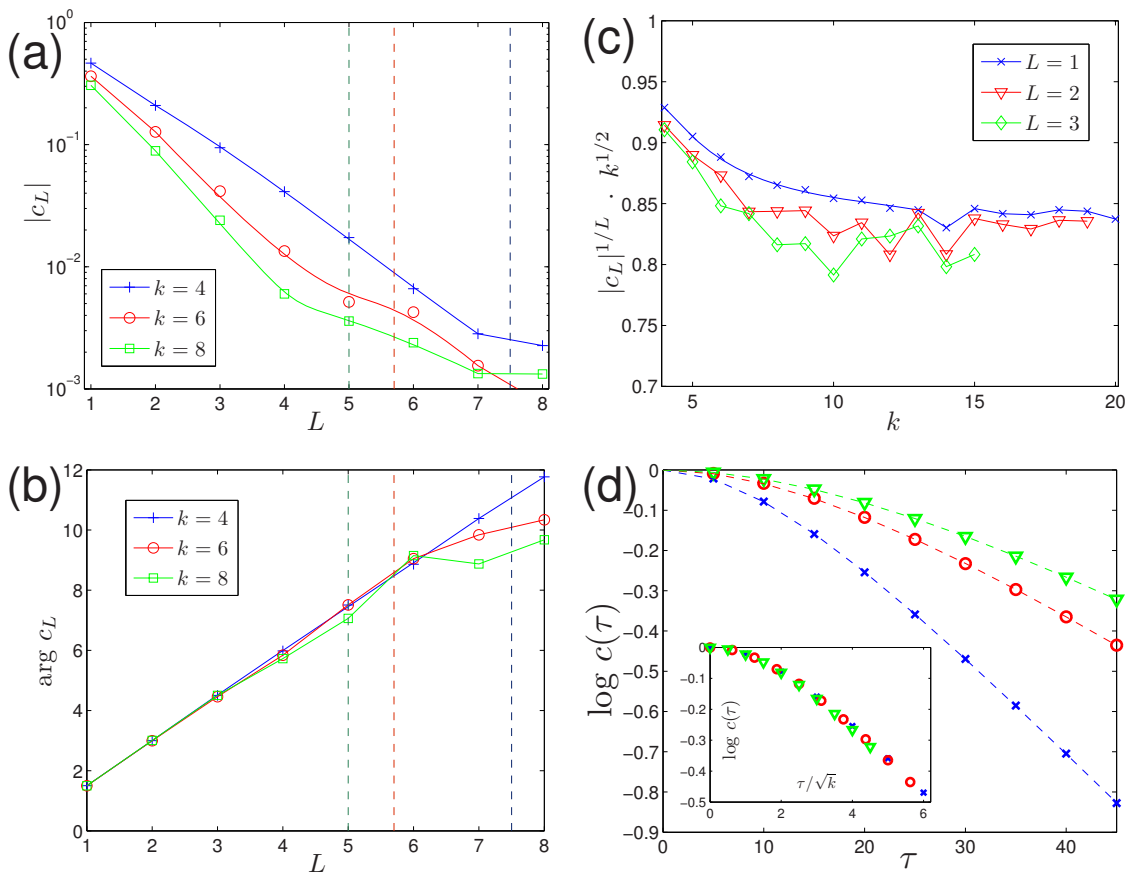 (a)
10^0
10^{-1}
10^{-2}
10^{-3}
|c_L|
k = 4
k = 6
k = 8
1 2 3 4 5 6 7 8
L
(c)
1
0.95
0.9
0.85
0.8
0.75
0.7
|c_L|^{1/L} · k^{1/2}
L = 1
L = 2
L = 3
5 10 15 20
k
(b)
12
10
8
6
4
2
0
arg c_L
k = 4
k = 6
k = 8
1 2 3 4 5 6 7 8
L
(d)
0
−0.1
−0.2
−0.3
−0.4
−0.5
−0.6
−0.7
−0.8
−0.9
log c(τ)
0 10 20 30 40
τ
0
−0.1
−0.2
−0.3
−0.4
−0.5
log c(τ)
τ/√k
0 2 4 6